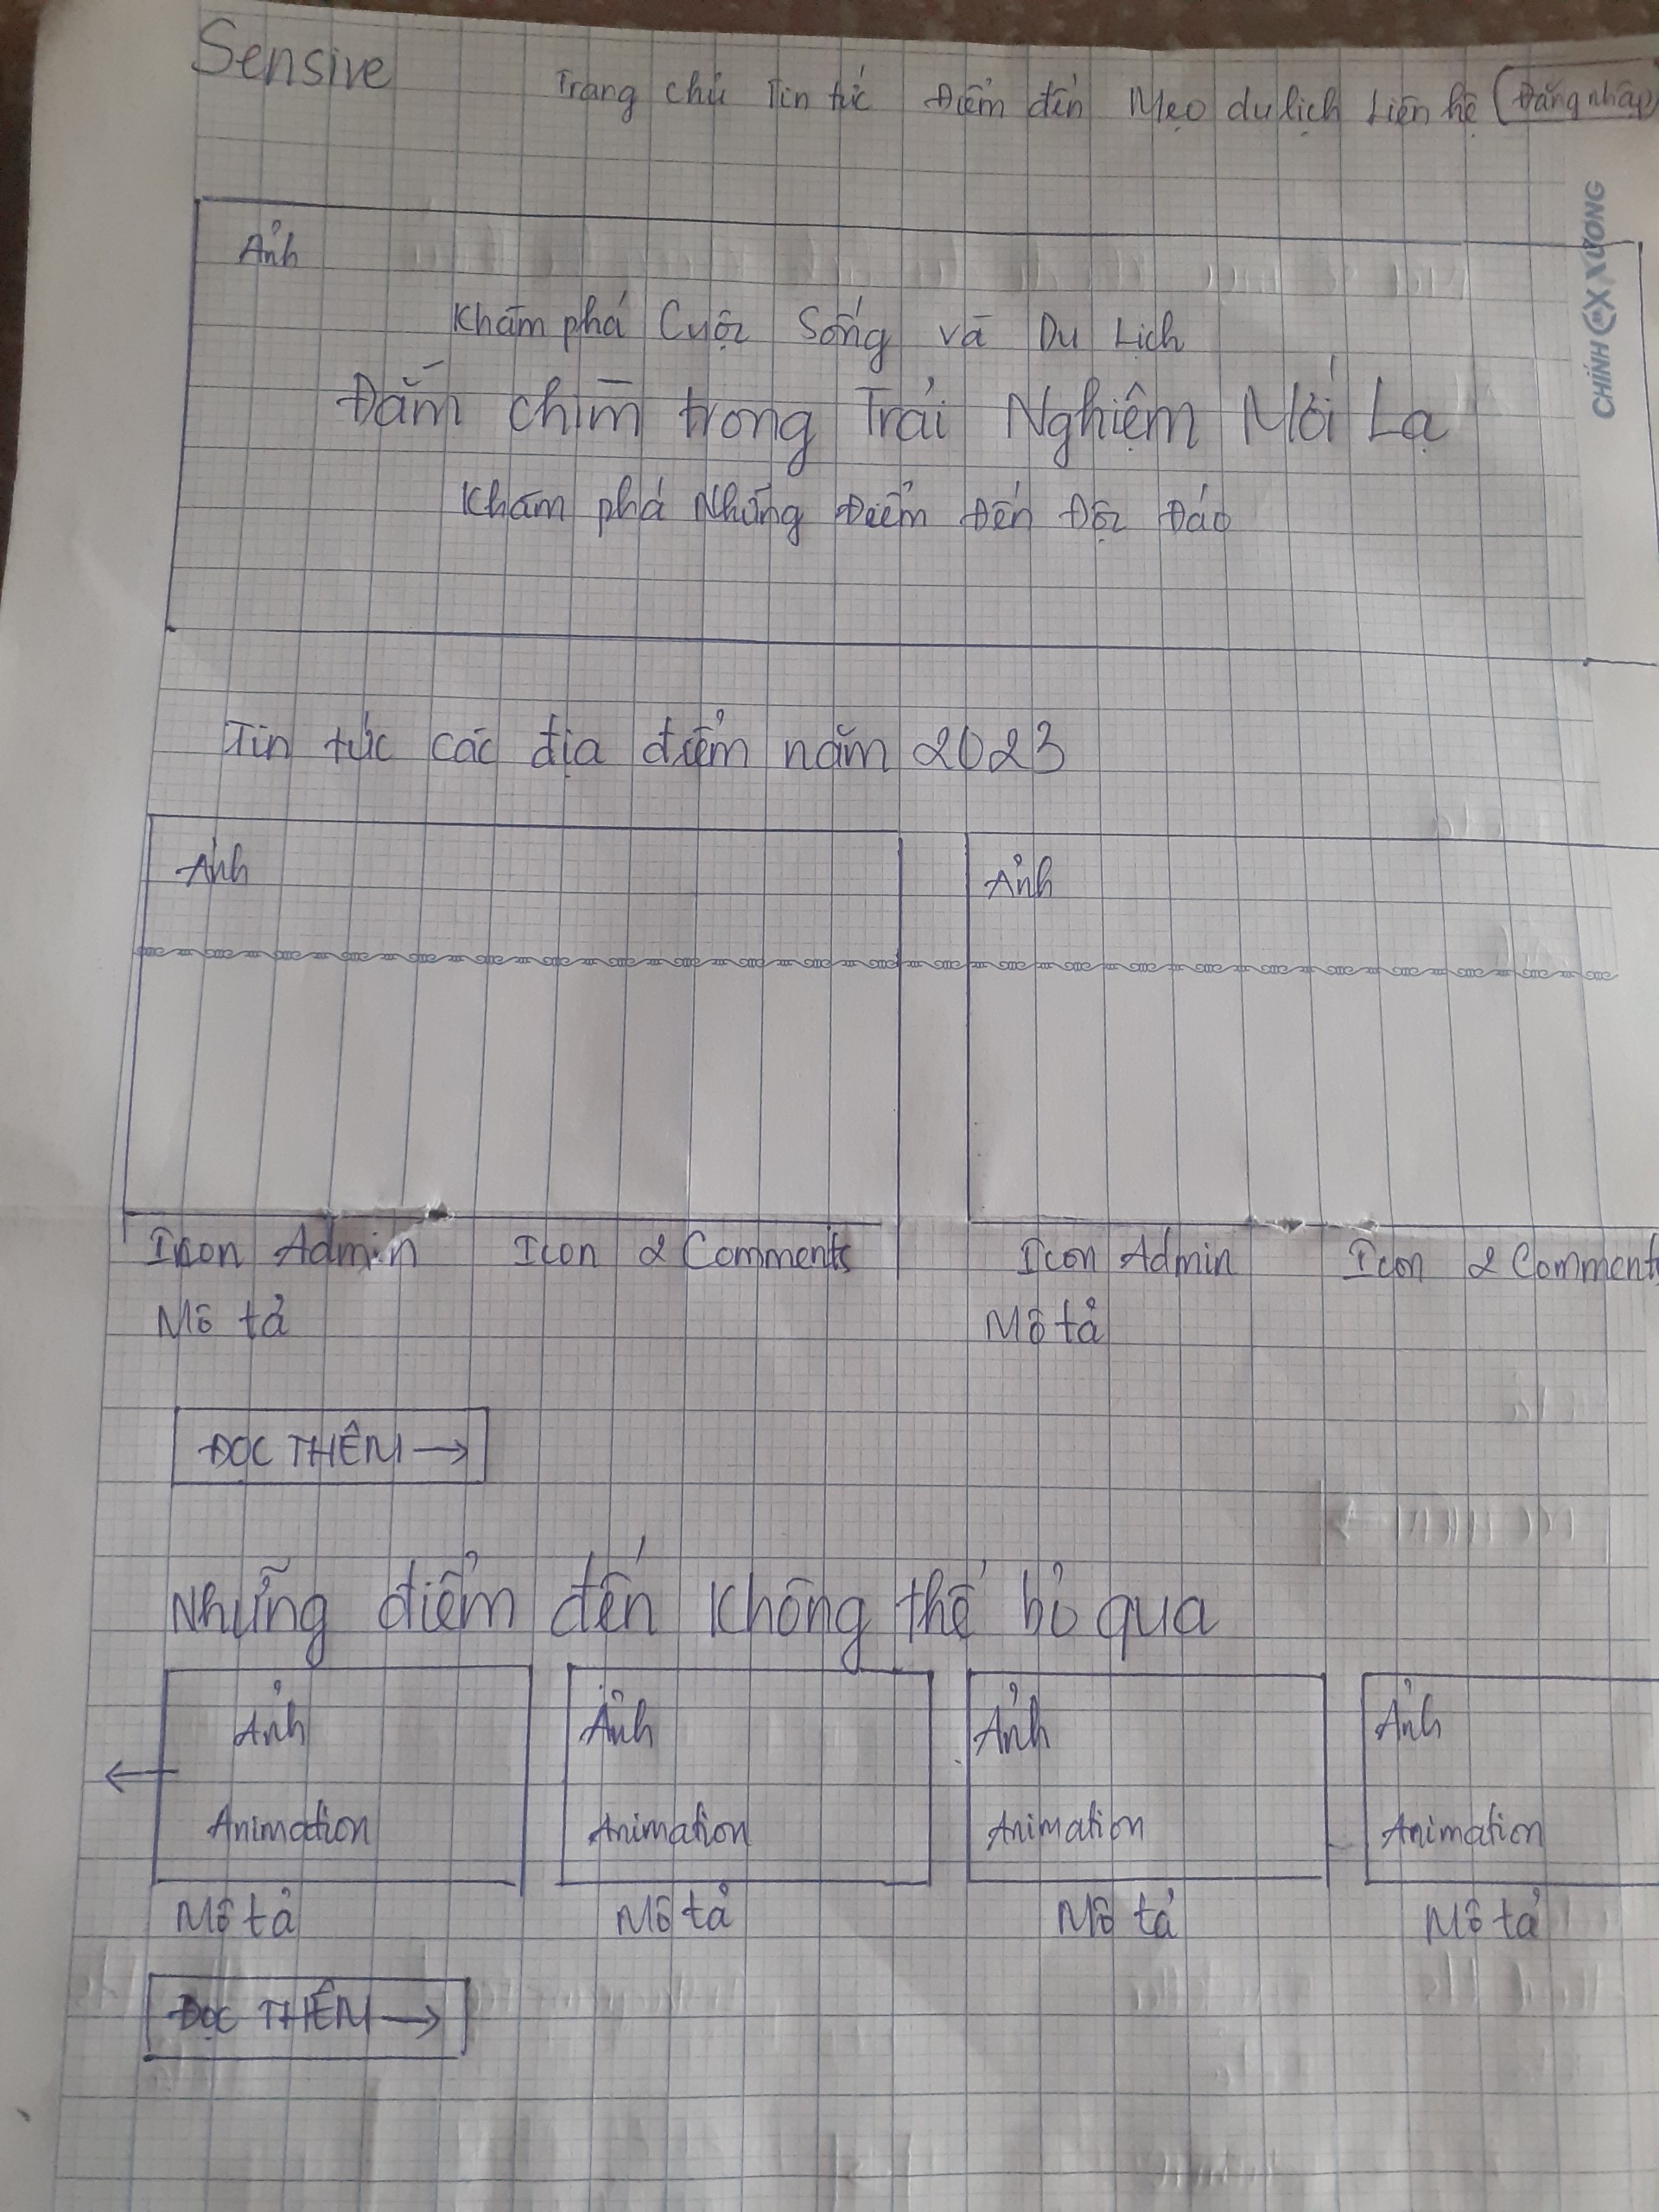 Sensive
Trang chủ Tin tức Điểm đến Mẹo du lịch Liên hệ Đăng nhập
CHÍNH XƯƠNG
Ảnh
Khám phá Cuộc Sống và Du Lịch
Đắm chìm trong Trải Nghiệm Mới Lạ
Khám phá Những Điểm Đến Độc Đáo
Tin tức các địa điểm năm 2023
Ảnh Ảnh
Icon Admin Icon 2 Comments Icon Admin Icon 2 Comment
Mô tả Mô tả
ĐỌC THÊM →
Những điểm đến không thể bỏ qua
Ảnh Ảnh Ảnh Ảnh
←
Animation Animation Animation Animation
Mô tả Mô tả Mô tả Mô tả
ĐỌC THÊM →